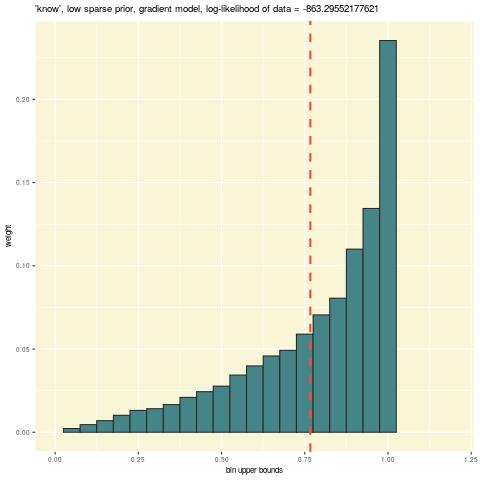 'know', low sparse prior, gradient model, log-likelihood of data = -863.29552177621
0.20
0.15
0.10
0.05
0.00
weight
0.00 0.25 0.50 0.75 1.00 1.25
bin upper bounds